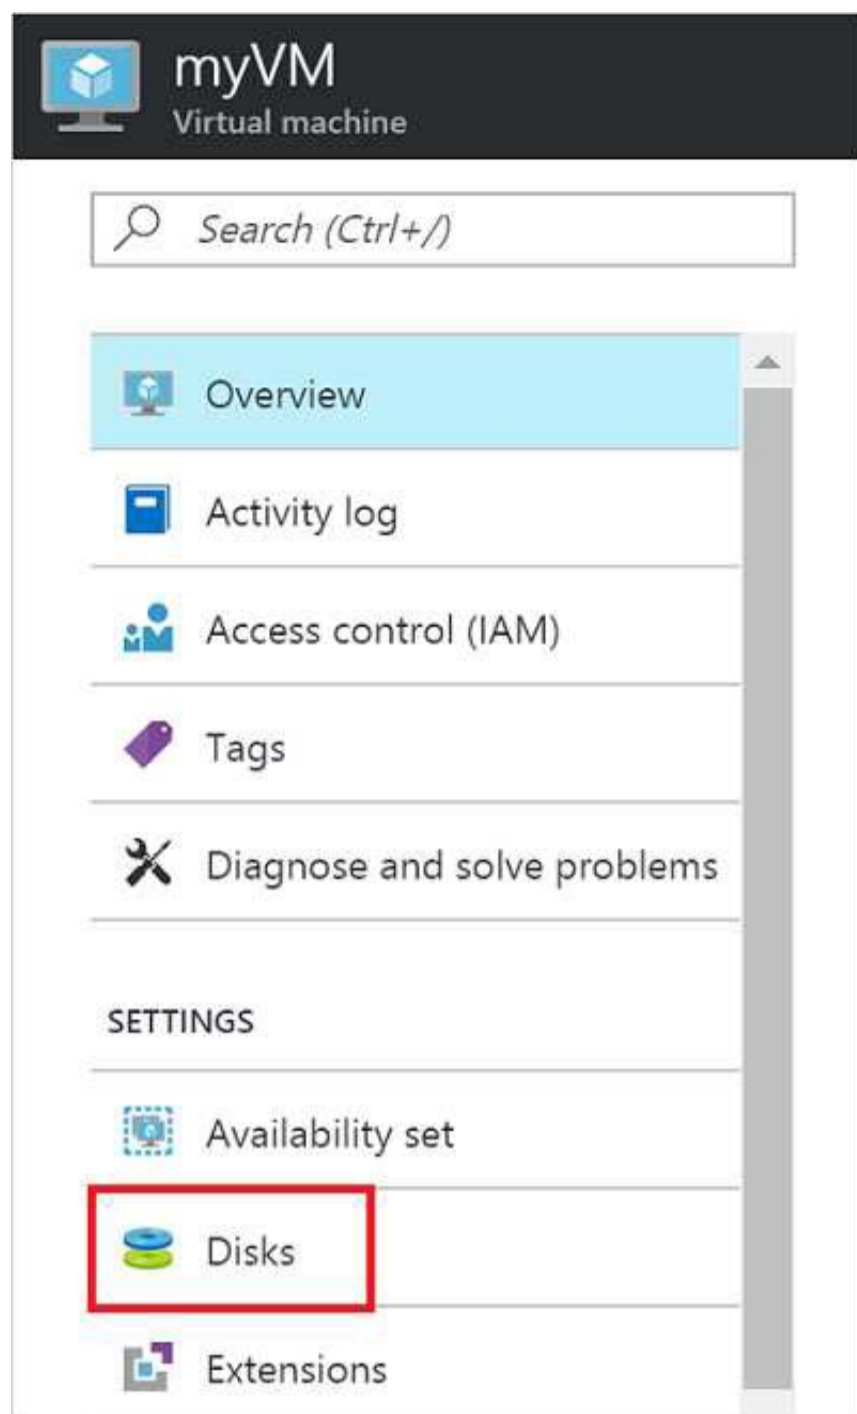 myVM
Virtual machine
Search (Ctrl+/)
Overview
Activity log
Access control (IAM)
Tags
Diagnose and solve problems
SETTINGS
Availability set
Disks
Extensions